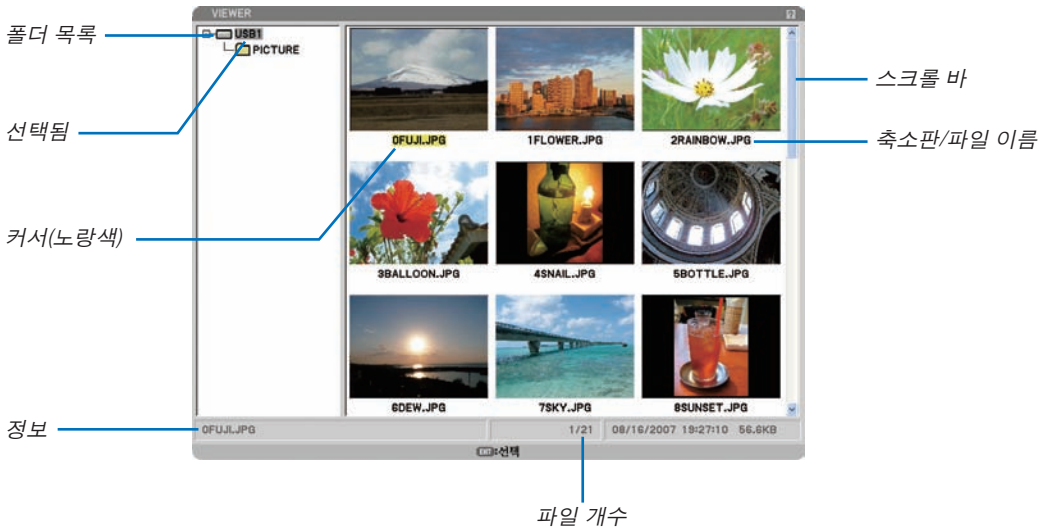 VIEWER
폴더 목록
USB1
PICTURE
선택됨
스크롤 바
0FUJI.JPG
1FLOWER.JPG
2RAINBOW.JPG
축소판/파일 이름
커서(노랑색)
3BALLOON.JPG
4SNAIL.JPG
5BOTTLE.JPG
6DEW.JPG
7SKY.JPG
8SUNSET.JPG
정보
0FUJI.JPG
1/21
08/16/2007 19:27:10 56.6KB
EXIT:선택
파일 개수